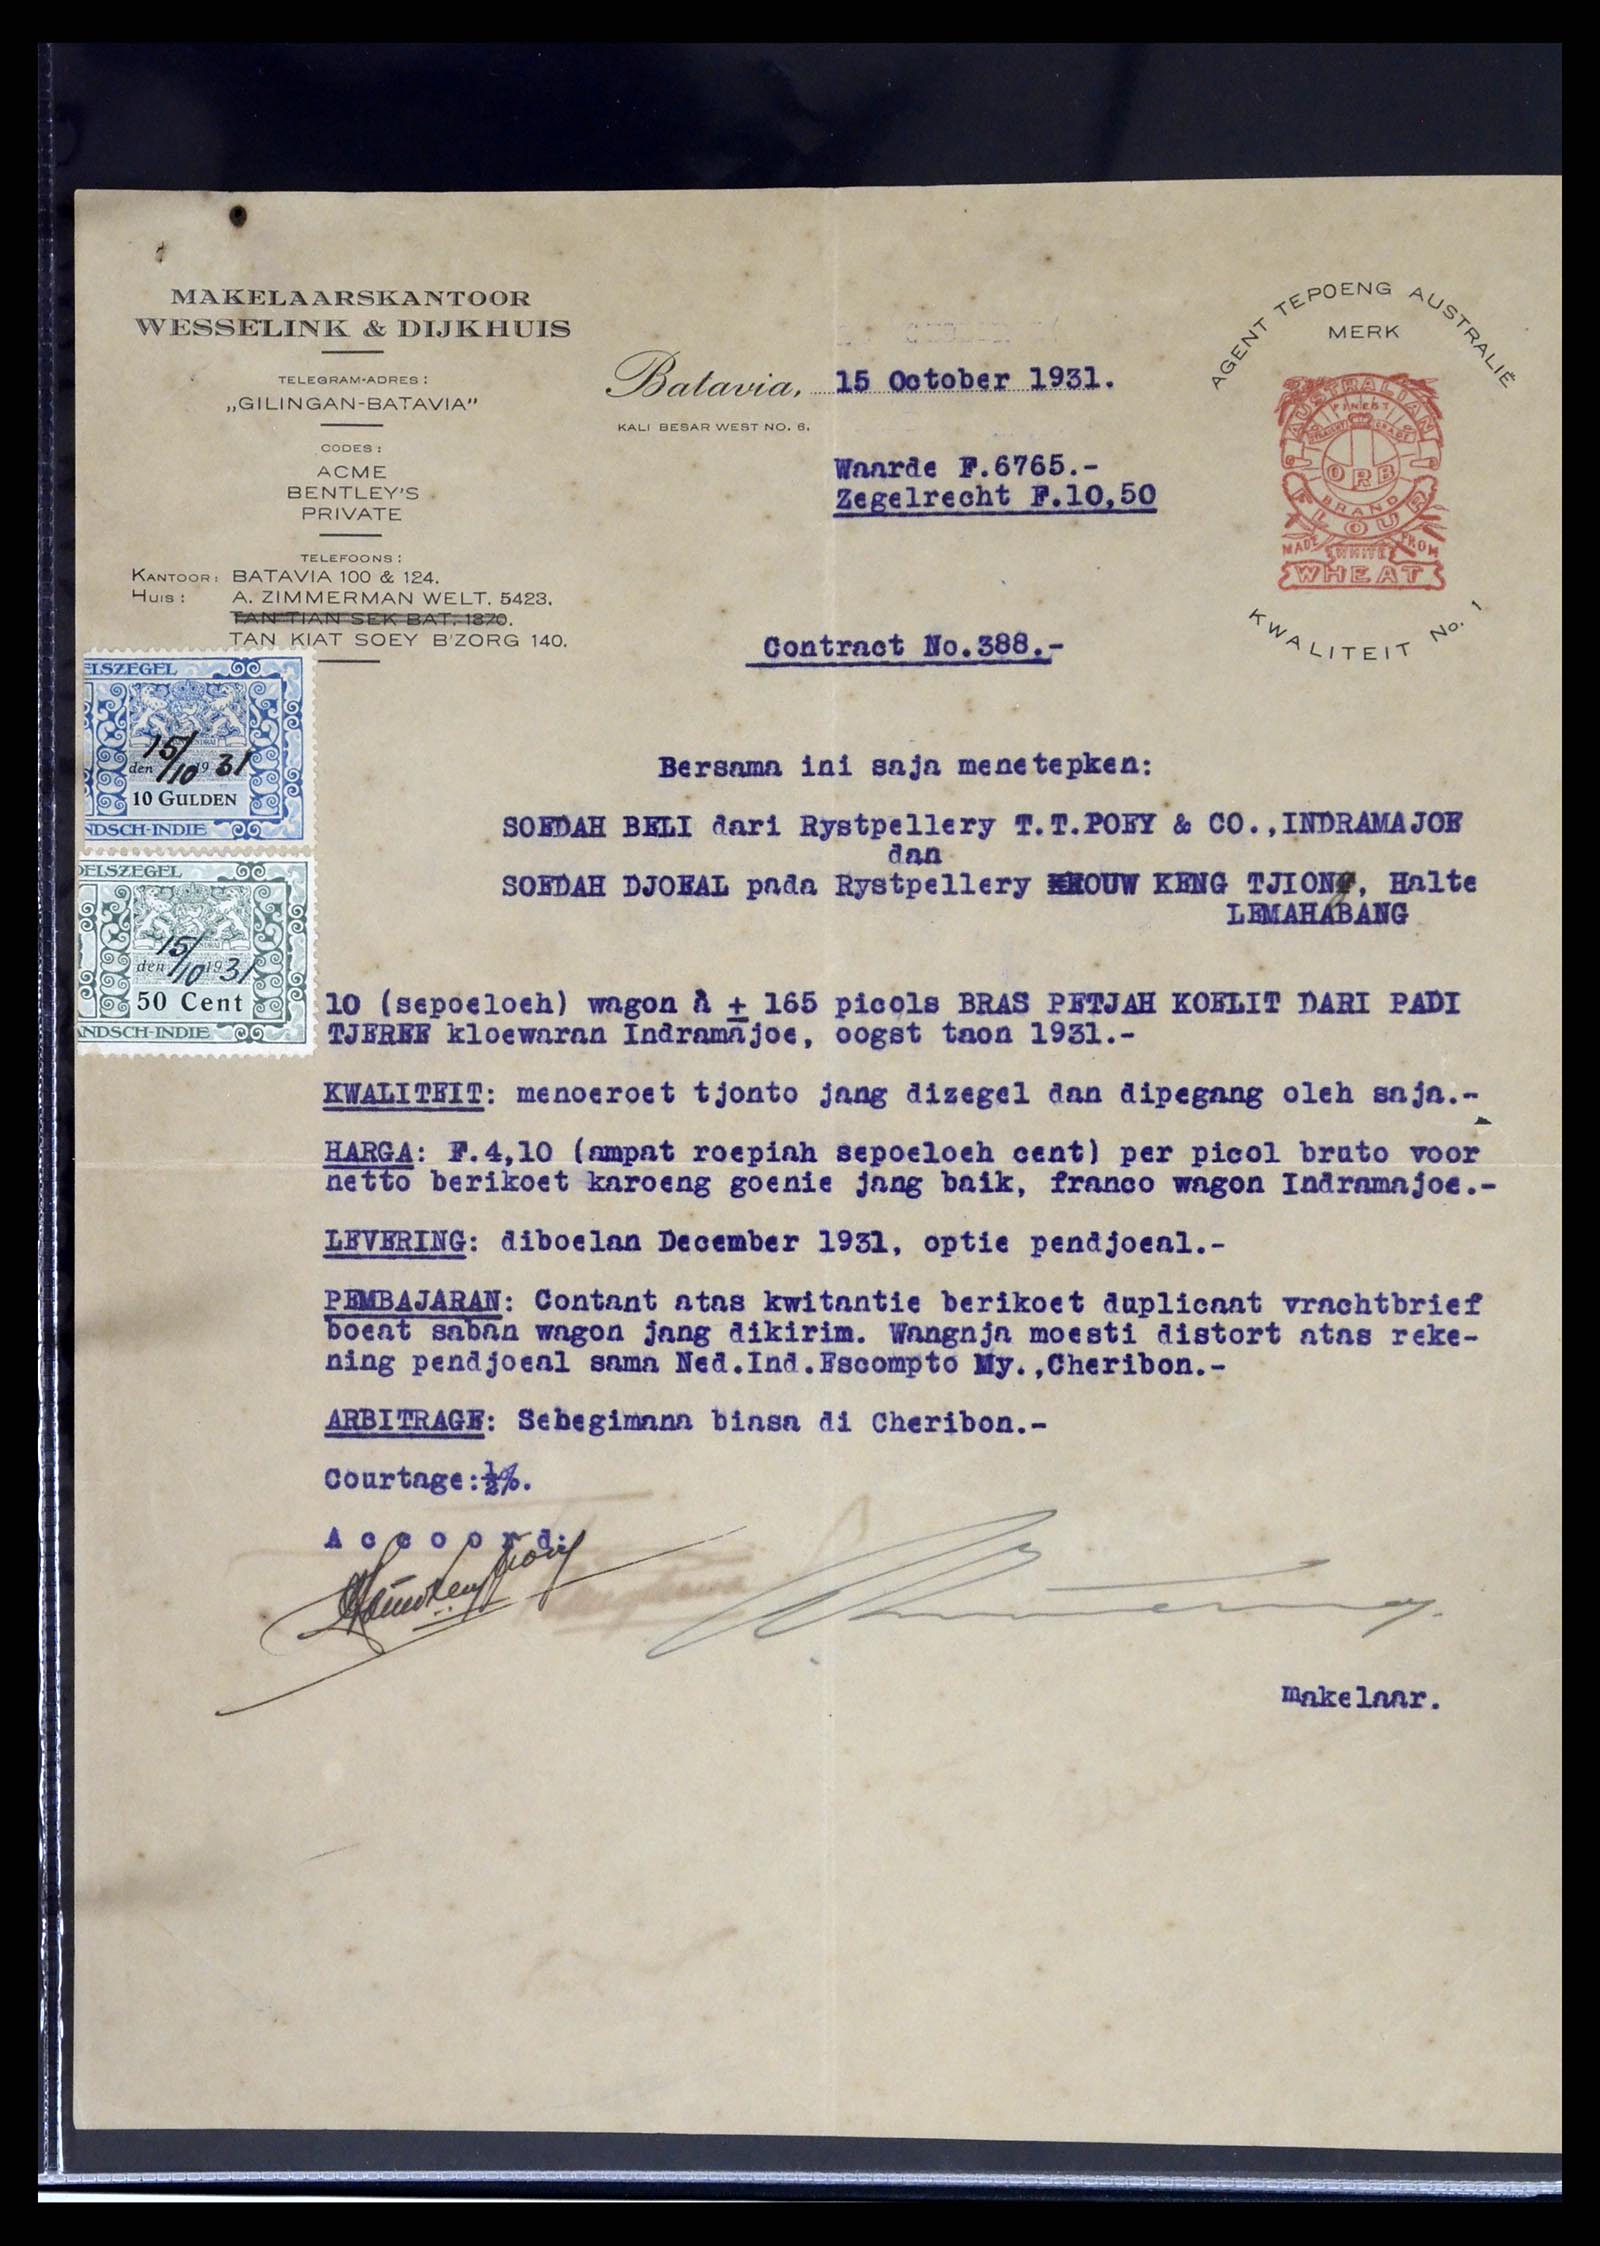 MAKELAARSKANTOOR
WESSELINK & DIJKHUIS
TELEGRAM-ADRES:
„GILINGAN-BATAVIA"
CODES:
ACME
BENTLEY'S
PRIVATE
TELEFOONS:
KANTOOR: BATAVIA 100 & 124.
HUIS: A. ZIMMERMAN WELT. 5423.
TAN TIAN SEK BAT. 1870.
TAN KIAT SOEY B'ZORG 140.
Batavia, 15 October 1931.
KALI BESAR WEST NO. 6.
Waarde F.6765.-
Zegelrecht F.10,50
AGENT TEPOENG AUSTRALIË
MERK
AUSTRALIAN
FINEST
ORB
BRAND
FLOUR
MADE FROM
WHITE
WHEAT
KWALITEIT No. 1
Contract No.388.-
ELSZEGEL
den 15/10 1931
10 GULDEN
NDSCH-INDIE
DELSZEGEL
den 15/10 1931
50 Cent
ANDSCH-INDIE
Bersama ini saja menetepken:
SOEDAH BELI dari Rystpellery T.T.POEY & CO.,INDRAMAJOE
dan
SOEDAH DJOEAL pada Rystpellery KHOUW KENG TJIONG, Halte
LEMAHABANG
10 (sepoeloeh) wagon à ± 165 picols BRAS PETJAH KOELIT DARI PADI
TJEREE kloewaran Indramajoe, oogst taon 1931.-
KWALITEIT: menoeroet tjonto jang dizegel dan dipegang oleh saja.-
HARGA: F.4,10 (ampat roepiah sepoeloeh cent) per picol bruto voor
netto berikoet karoeng goenie jang baik, franco wagon Indramajoe.-
LEVERING: diboelan December 1931, optie pendjoeal.-
PEMBAJARAN: Contant atas kwitantie berikoet duplicaat vrachtbrief
boeat saban wagon jang dikirim. Wangnja moesti distort atas reke-
ning pendjoeal sama Ned.Ind.Escompto My.,Cheribon.-
ARBITRAGE: Sebegimana biasa di Cheribon.-
Courtage:½%.
Accoord:
makelaar.